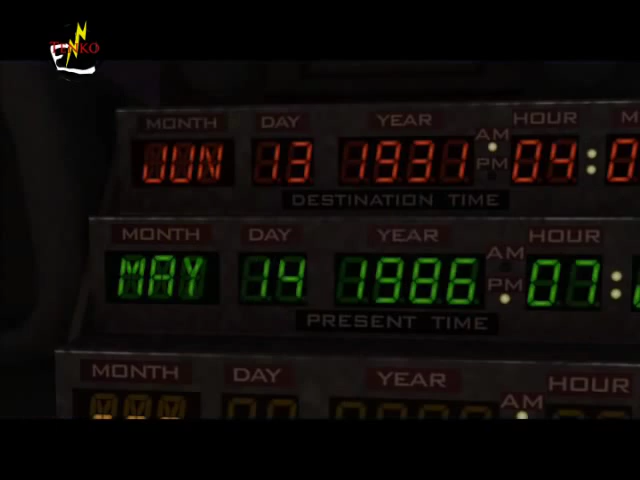 TENKO
MONTH DAY YEAR AM HOUR
JUN 13 1931 PM 04 :
DESTINATION TIME
MONTH DAY YEAR AM HOUR
MAY 14 1986 PM 07 :
PRESENT TIME
MONTH DAY YEAR AM HOUR